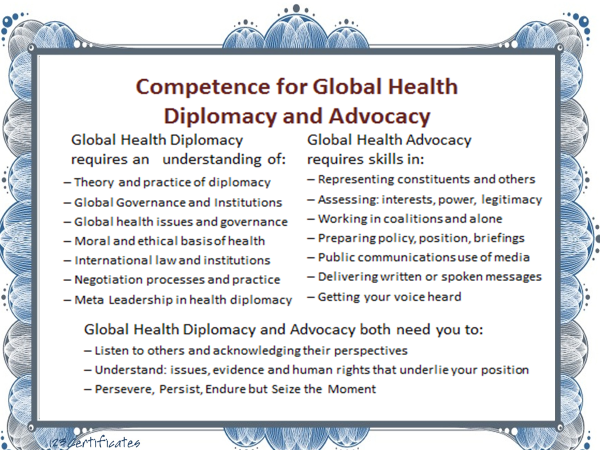 Competence for Global Health
Diplomacy and Advocacy
Global Health Diplomacy
requires an understanding of:
– Theory and practice of diplomacy
– Global Governance and Institutions
– Global health issues and governance
– Moral and ethical basis of health
– International law and institutions
– Negotiation processes and practice
– Meta Leadership in health diplomacy
Global Health Advocacy
requires skills in:
– Representing constituents and others
– Assessing: interests, power, legitimacy
– Working in coalitions and alone
– Preparing policy, position, briefings
– Public communications use of media
– Delivering written or spoken messages
– Getting your voice heard
Global Health Diplomacy and Advocacy both need you to:
– Listen to others and acknowledging their perspectives
– Understand: issues, evidence and human rights that underlie your position
– Persevere, Persist, Endure but Seize the Moment
123Certificates